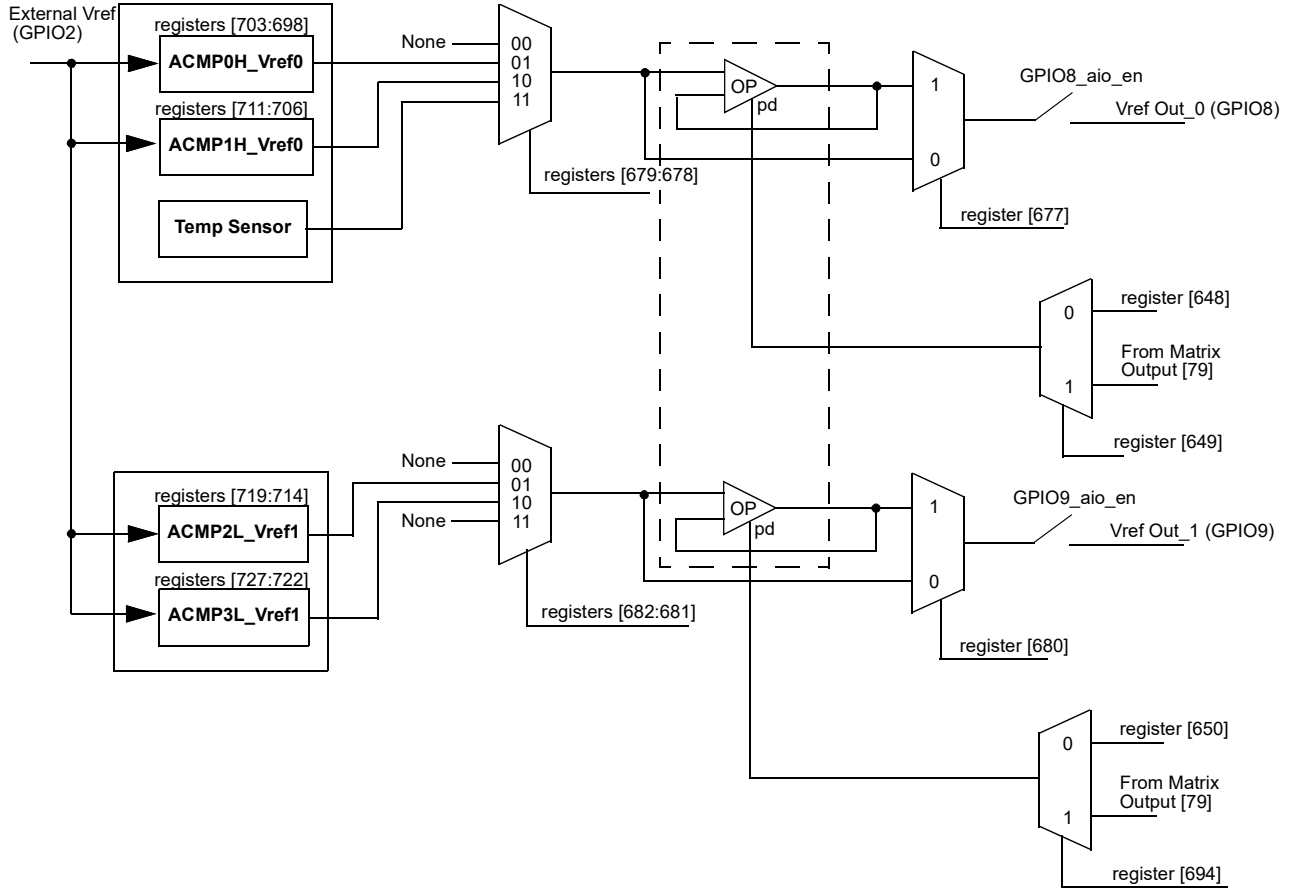 External Vref
(GPIO2)
registers [703:698]
ACMP0H_Vref0
registers [711:706]
ACMP1H_Vref0
Temp Sensor
None
00
01
10
11
registers [679:678]
OP
pd
1
0
register [677]
GPIO8_aio_en
Vref Out_0 (GPIO8)
0
1
register [648]
From Matrix
Output [79]
register [649]
registers [719:714]
ACMP2L_Vref1
registers [727:722]
ACMP3L_Vref1
None
None
00
01
10
11
registers [682:681]
OP
pd
1
0
register [680]
GPIO9_aio_en
Vref Out_1 (GPIO9)
0
1
register [650]
From Matrix
Output [79]
register [694]